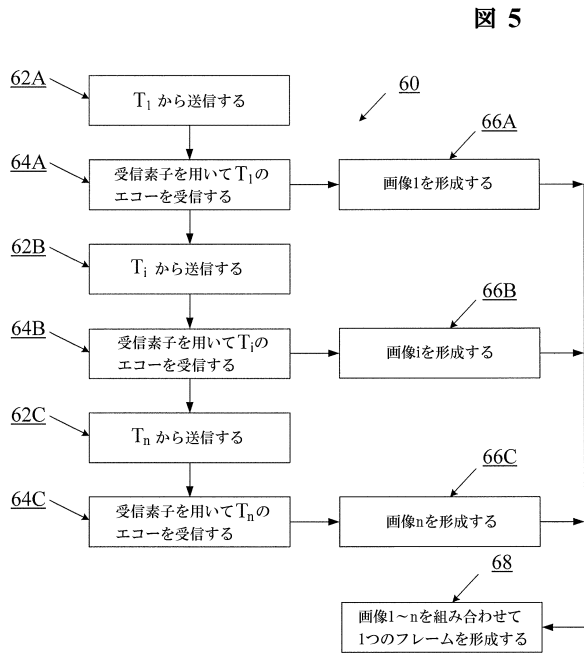 図 5
60
62A
T1 から送信する
64A
受信素子を用いてT1の
エコーを受信する
66A
画像1を形成する
62B
Ti から送信する
64B
受信素子を用いてTiの
エコーを受信する
66B
画像iを形成する
62C
Tn から送信する
64C
受信素子を用いてTnの
エコーを受信する
66C
画像nを形成する
68
画像1~nを組み合わせて
1つのフレームを形成する